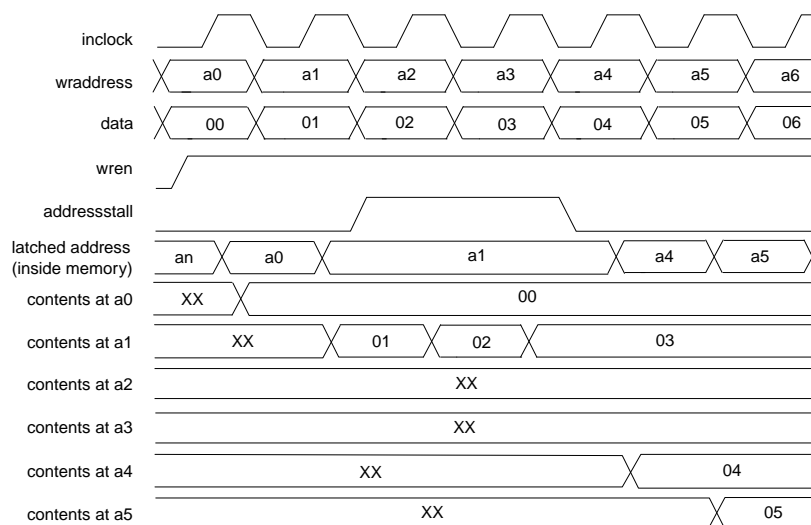 inclock
wraddress a0 a1 a2 a3 a4 a5 a6
data 00 01 02 03 04 05 06
wren
addressstall
latched address
(inside memory) an a0 a1 a4 a5
contents at a0 XX 00
contents at a1 XX 01 02 03
contents at a2 XX
contents at a3 XX
contents at a4 XX 04
contents at a5 XX 05